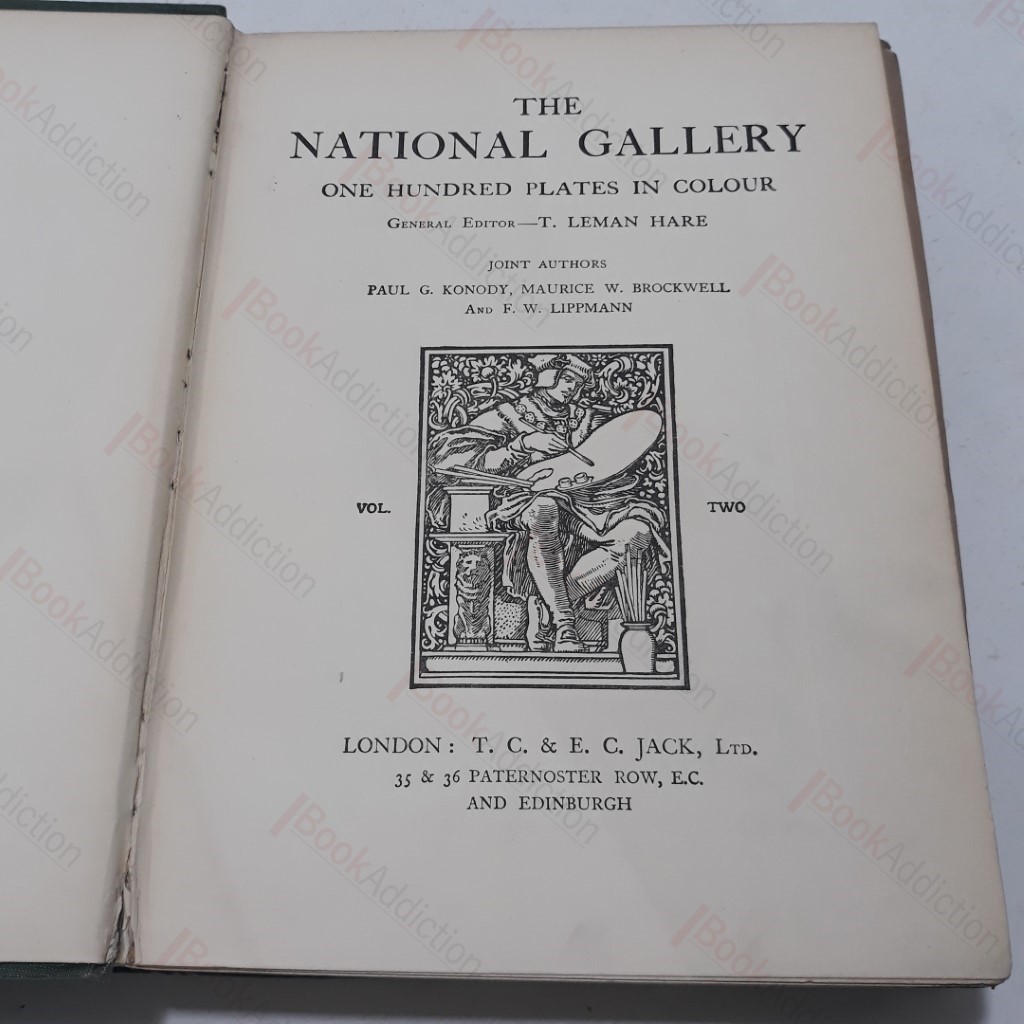 THE
NATIONAL GALLERY
ONE HUNDRED PLATES IN COLOUR
GENERAL EDITOR—T. LEMAN HARE
JOINT AUTHORS
PAUL G. KONODY, MAURICE W. BROCKWELL
AND F. W. LIPPMANN
VOL. TWO
LONDON: T. C. & E. C. JACK, LTD.
35 & 36 PATERNOSTER ROW, E.C.
AND EDINBURGH
BookAddiction